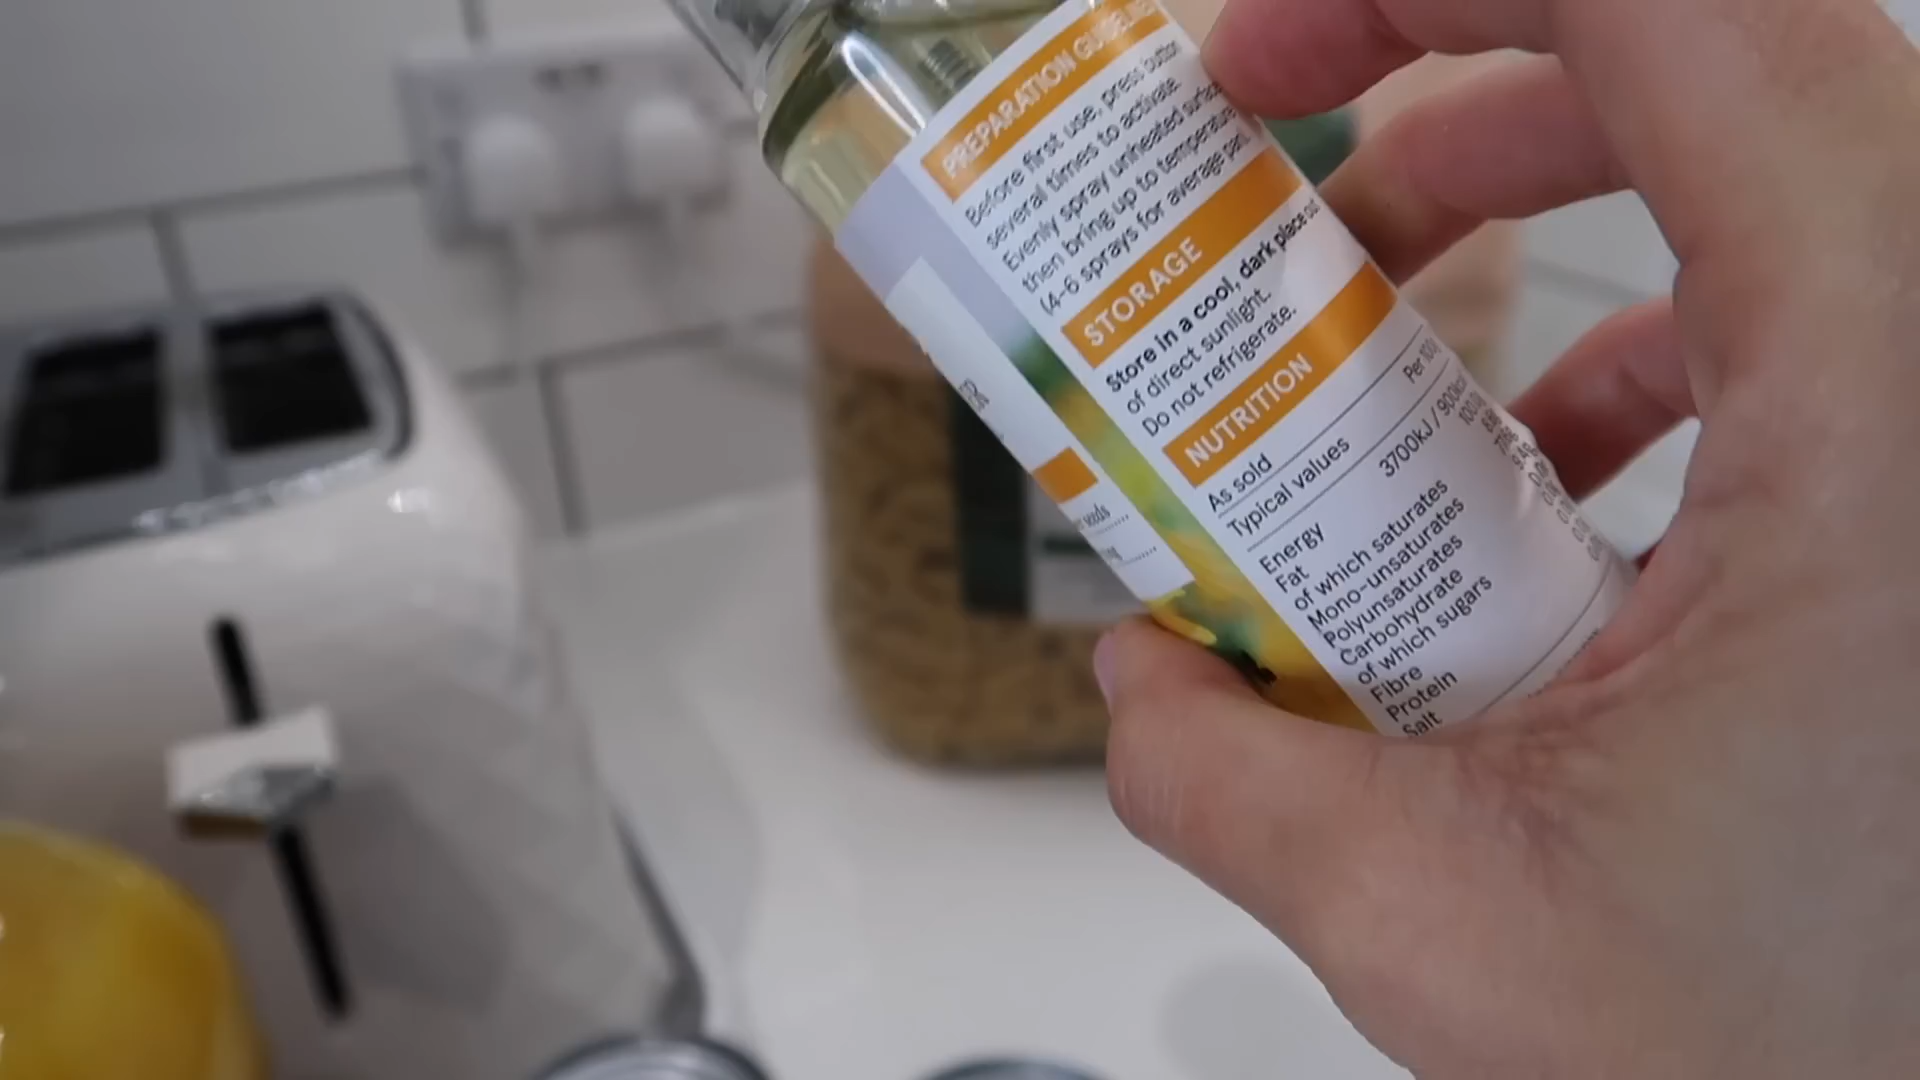 PREPARATION GUIDELINES
Before first use, press button
several times to activate.
Evenly spray unheated surface
then bring up to temperature
(4-6 sprays for average pan).
STORAGE
Store in a cool, dark place out
of direct sunlight.
Do not refrigerate.
NUTRITION
As sold Per 100g
Typical values
Energy 3700kJ / 900kcal
Fat
of which saturates
Mono-unsaturates
Polyunsaturates
Carbohydrate
of which sugars
Fibre
Protein
Salt
seeds